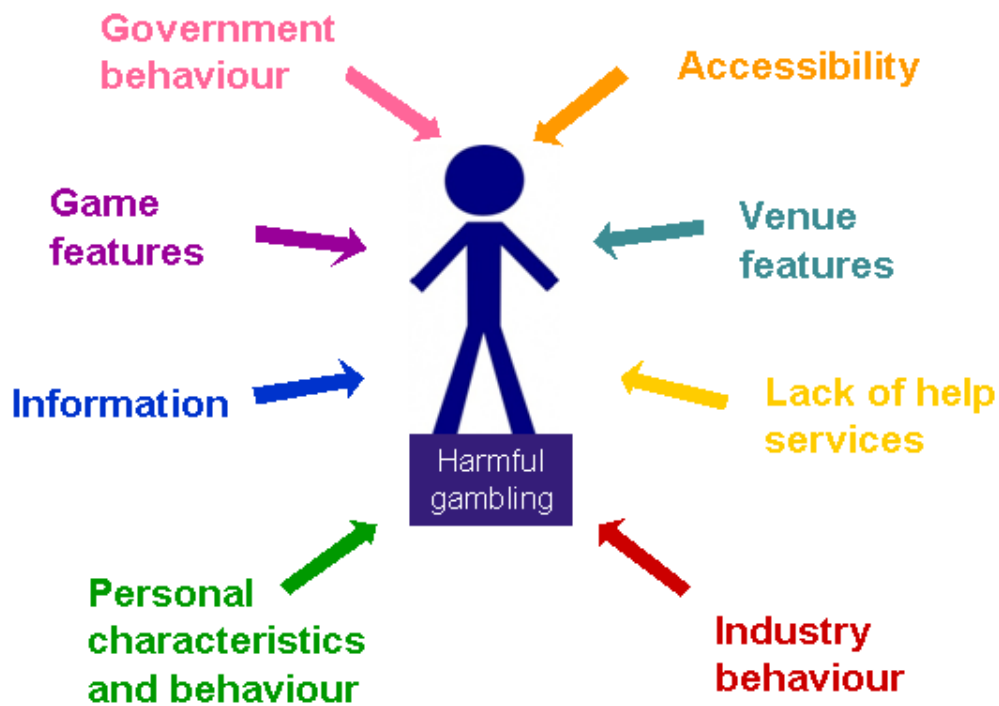 Government
behaviour
Accessibility
Game
features
Venue
features
Information
Lack of help
services
Harmful
gambling
Personal
characteristics
and behaviour
Industry
behaviour